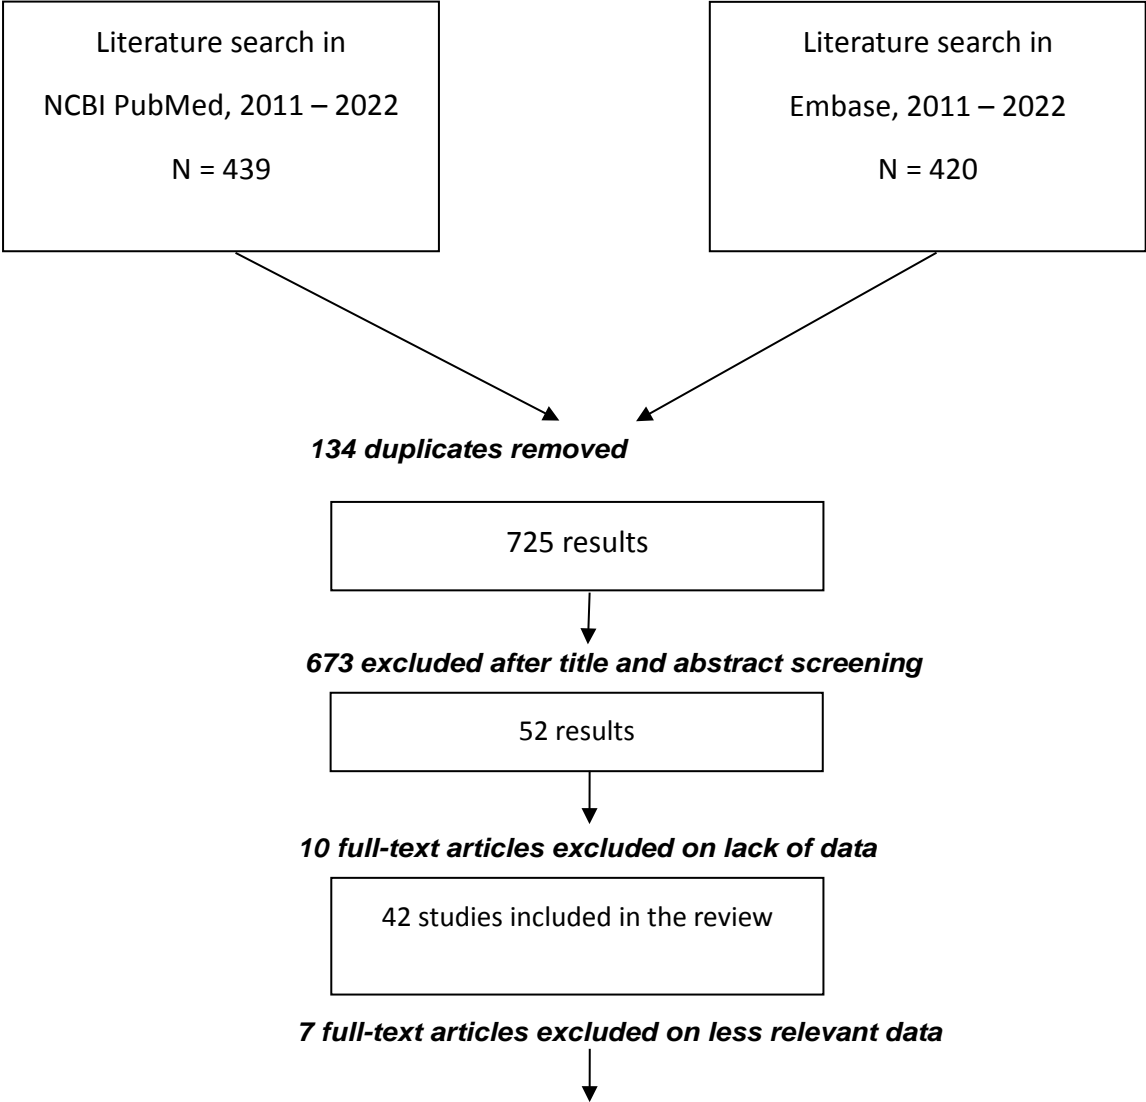 Literature search in
NCBI PubMed, 2011 – 2022
N = 439
Literature search in
Embase, 2011 – 2022
N = 420
134 duplicates removed
725 results
673 excluded after title and abstract screening
52 results
10 full-text articles excluded on lack of data
42 studies included in the review
7 full-text articles excluded on less relevant data